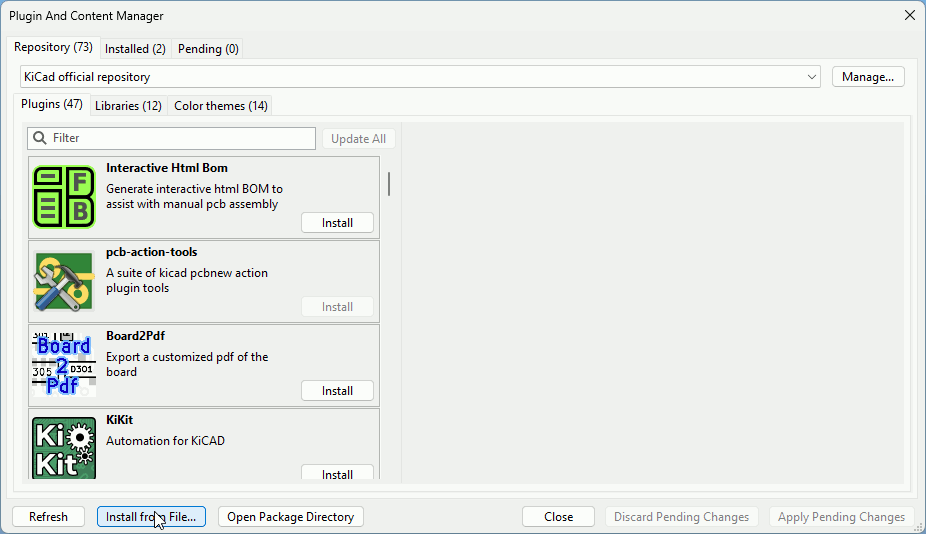 Plugin And Content Manager
Repository (73) Installed (2) Pending (0)
KiCad official repository Manage...
Plugins (47) Libraries (12) Color themes (14)
Filter Update All
Interactive Html Bom
Generate interactive html BOM to
assist with manual pcb assembly
F
B
Install
pcb-action-tools
A suite of kicad pcbnew action
plugin tools
Install
Board2Pdf
Export a customized pdf of the
board
Board
2
305 D301
Pdf
Install
KiKit
Automation for KiCAD
Ki
Kit
Install
Refresh Install from File... Open Package Directory Close Discard Pending Changes Apply Pending Changes